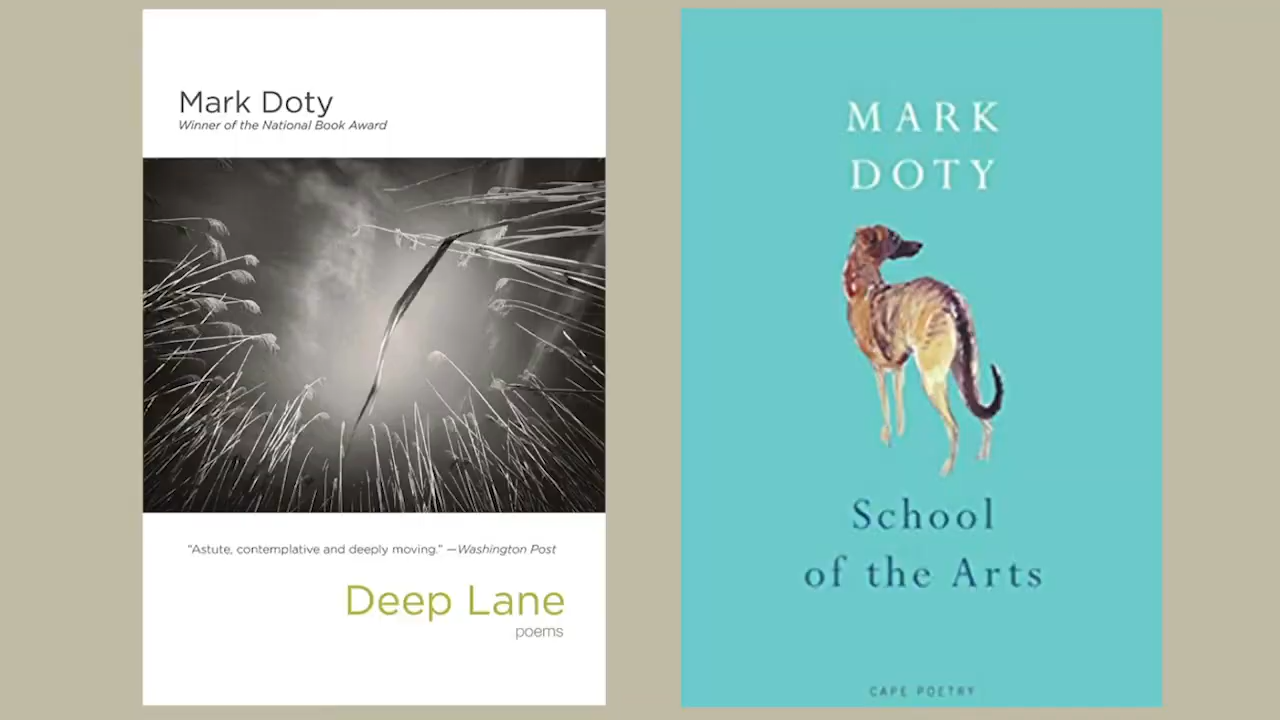 Mark Doty
Winner of the National Book Award
“Astute, contemplative and deeply moving.” —Washington Post
Deep Lane
poems
MARK
DOTY
School
of the Arts
CAPE POETRY